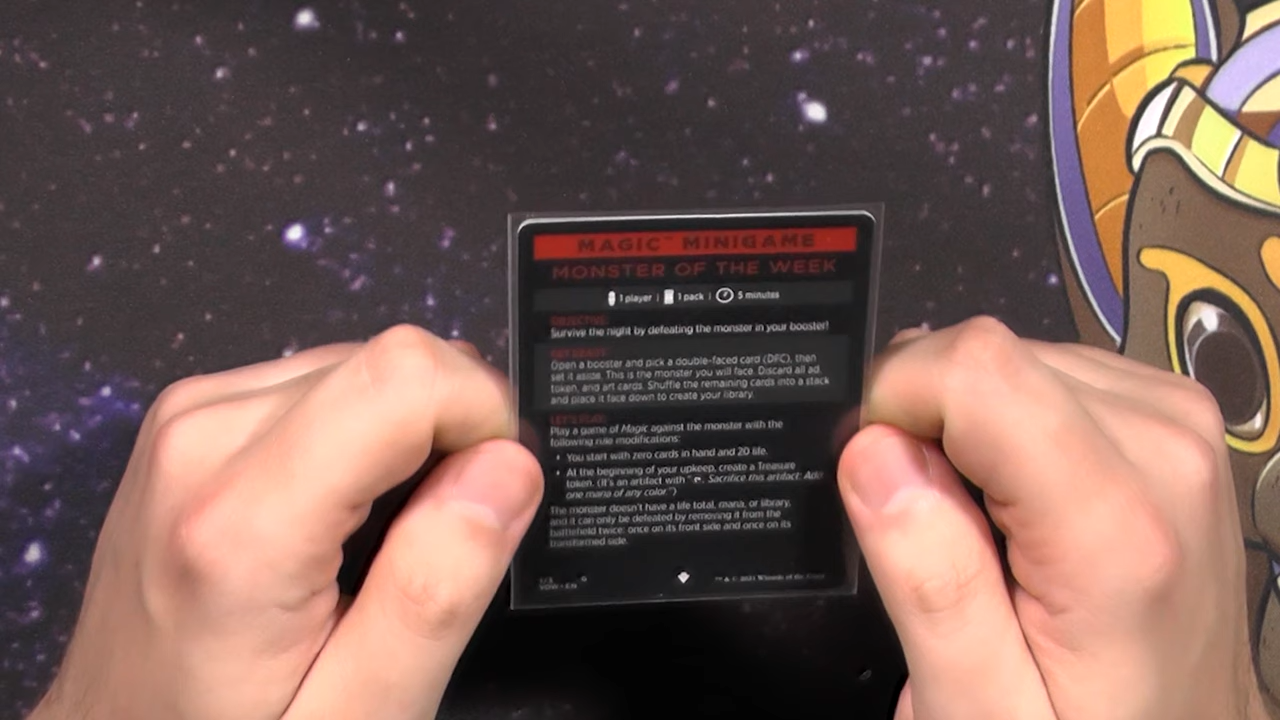 MAGIC™ MINIGAME
MONSTER OF THE WEEK
1 player | 1 pack | 5 minutes
OBJECTIVE
Survive the night by defeating the monster in your booster!
Open a booster and pick a double-faced card (DFC), then
set it aside. This is the monster you will face. Discard all ad,
token, and art cards. Shuffle the remaining cards into a stack
and place it face down to create your library.
LET'S PLAY!
Play a game of Magic against the monster with the
following rule modifications:
• You start with zero cards in hand and 20 life.
• At the beginning of your upkeep, create a Treasure
token. (It's an artifact with " , Sacrifice this artifact: Add
one mana of any color.")
The monster doesn't have a life total, mana, or library,
and it can only be defeated by removing it from the
battlefield twice: once on its front side and once on its
transformed side.
VOW • EN
™ & © 2021 Wizards of the Coast